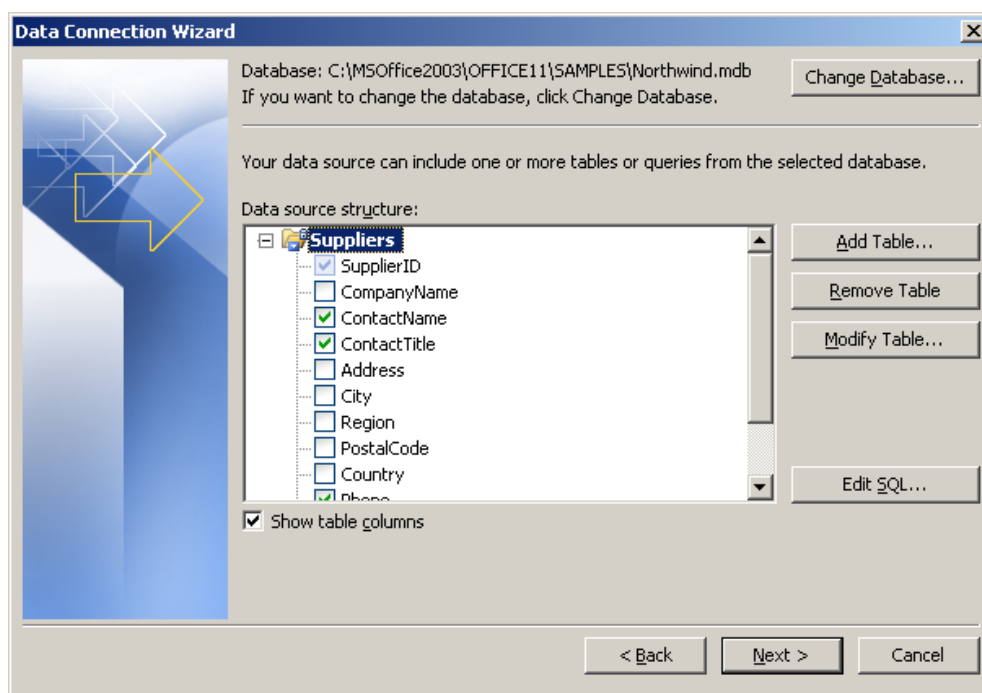 Data Connection Wizard
Database: C:\MSOffice2003\OFFICE11\SAMPLES\Northwind.mdb
If you want to change the database, click Change Database.
Change Database...
Your data source can include one or more tables or queries from the selected database.
Data source structure:
Suppliers
SupplierID
CompanyName
ContactName
ContactTitle
Address
City
Region
PostalCode
Country
Phone
Add Table...
Remove Table
Modify Table...
Edit SQL...
Show table columns
< Back
Next >
Cancel